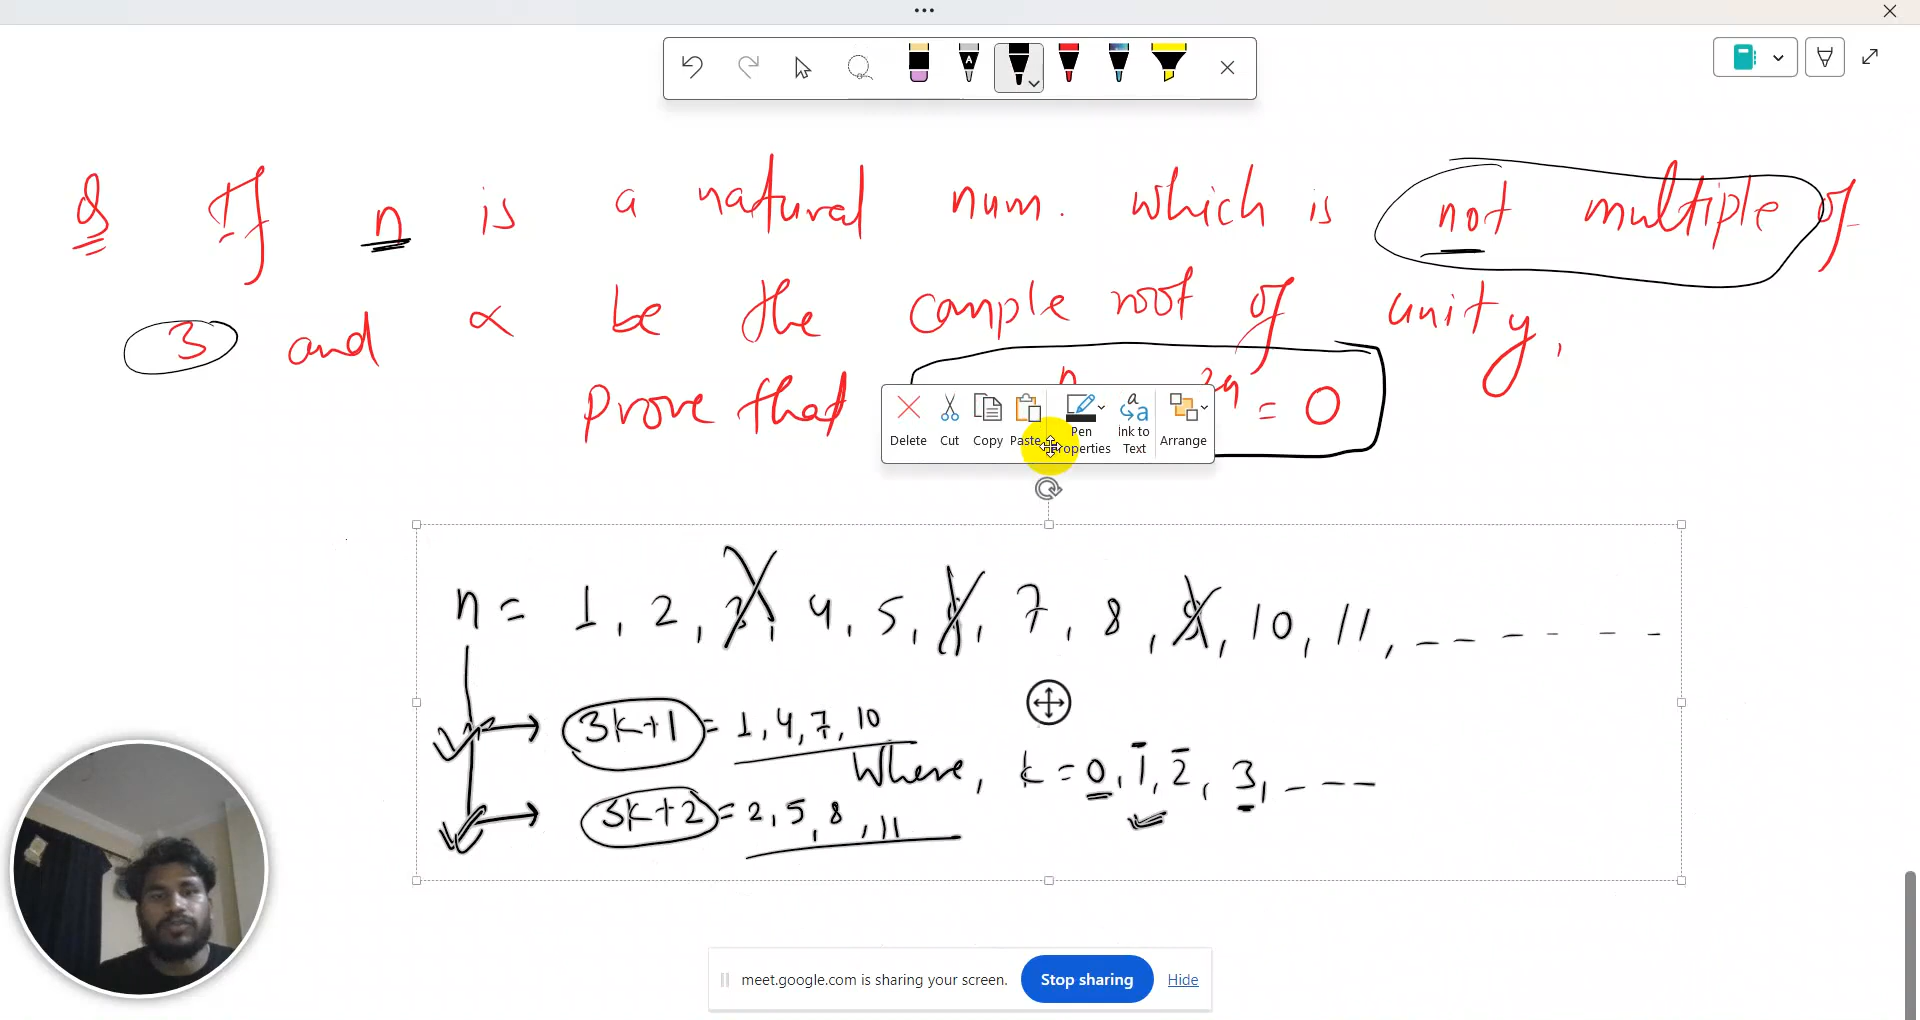 Q If n is a natural num. which is not multiple of
3 and ∝ be the comple root of unity,
prove that = 0
Delete Cut Copy Paste Pen Properties Ink to Text Arrange
n = 1, 2, 3, 4, 5, 6, 7, 8, 9, 10, 11, ------
3k+1 = 1, 4, 7, 10
Where, k = 0, 1, 2, 3, ----
3k+2 = 2, 5, 8, 11
meet.google.com is sharing your screen. Stop sharing Hide